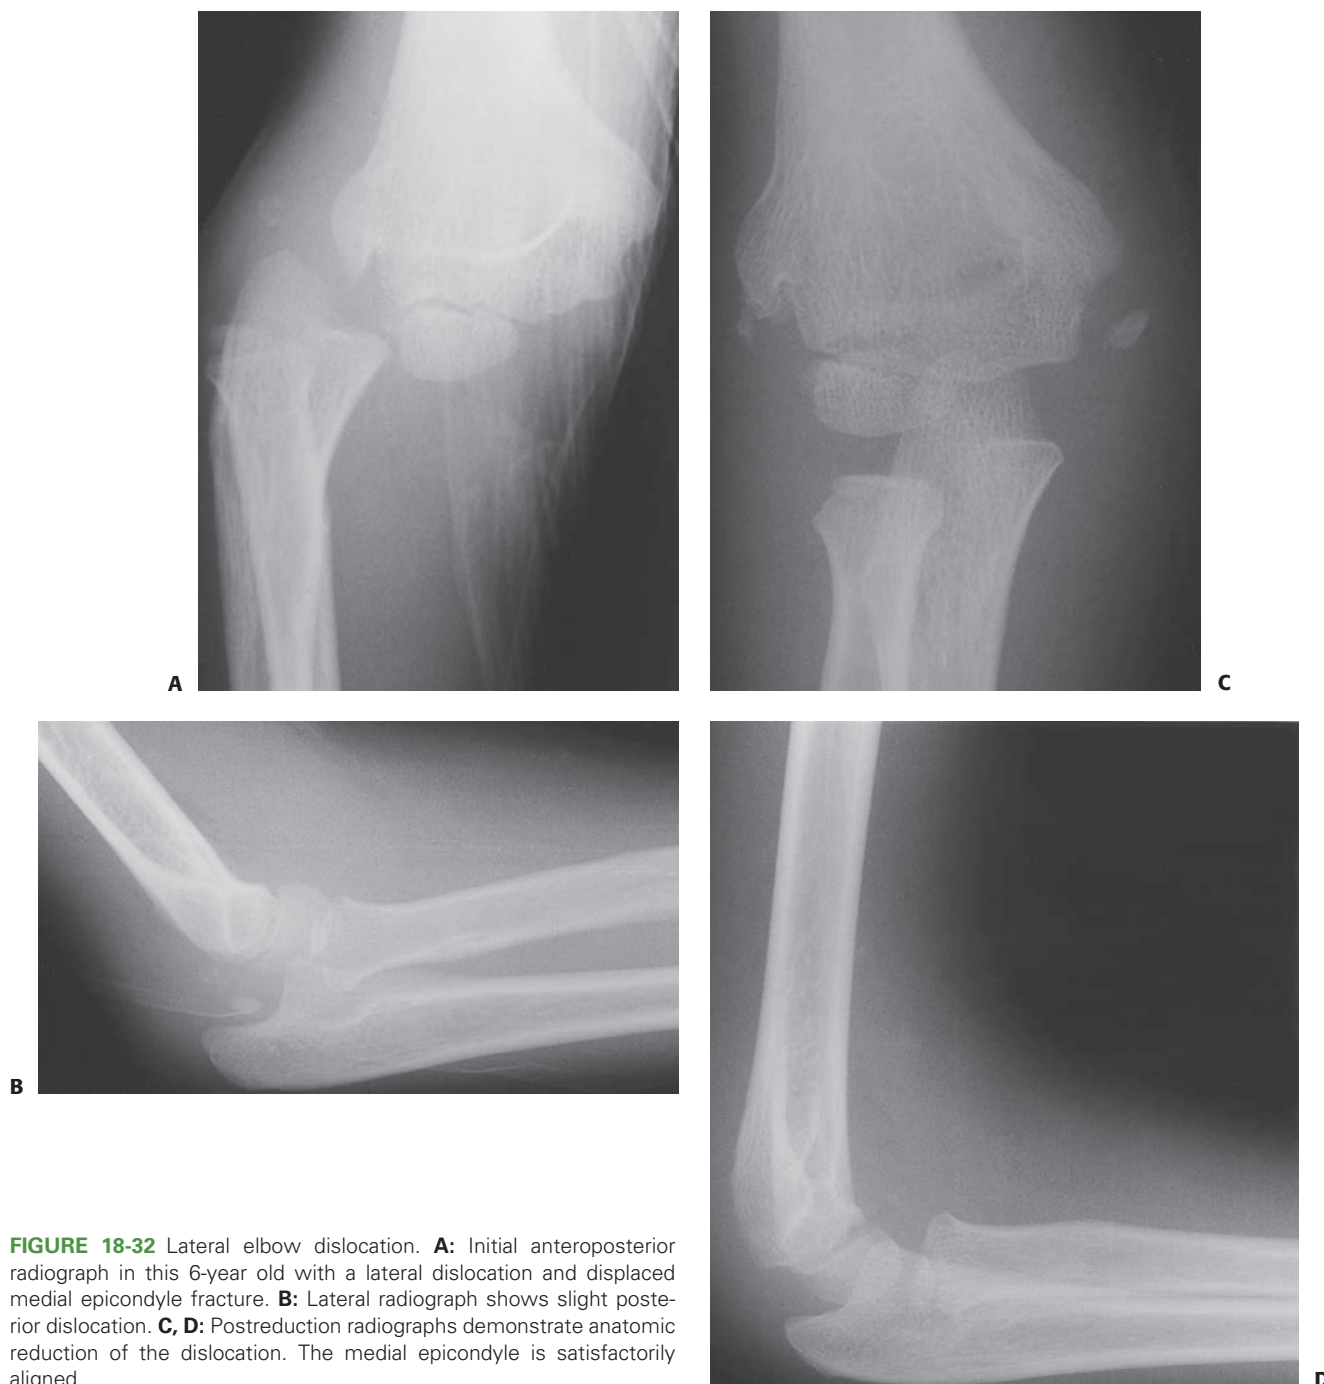 A
C
B
FIGURE 18-32 Lateral elbow dislocation. A: Initial anteroposterior
radiograph in this 6-year old with a lateral dislocation and displaced
medial epicondyle fracture. B: Lateral radiograph shows slight poste-
rior dislocation. C, D: Postreduction radiographs demonstrate anatomic
reduction of the dislocation. The medial epicondyle is satisfactorily
aligned
D